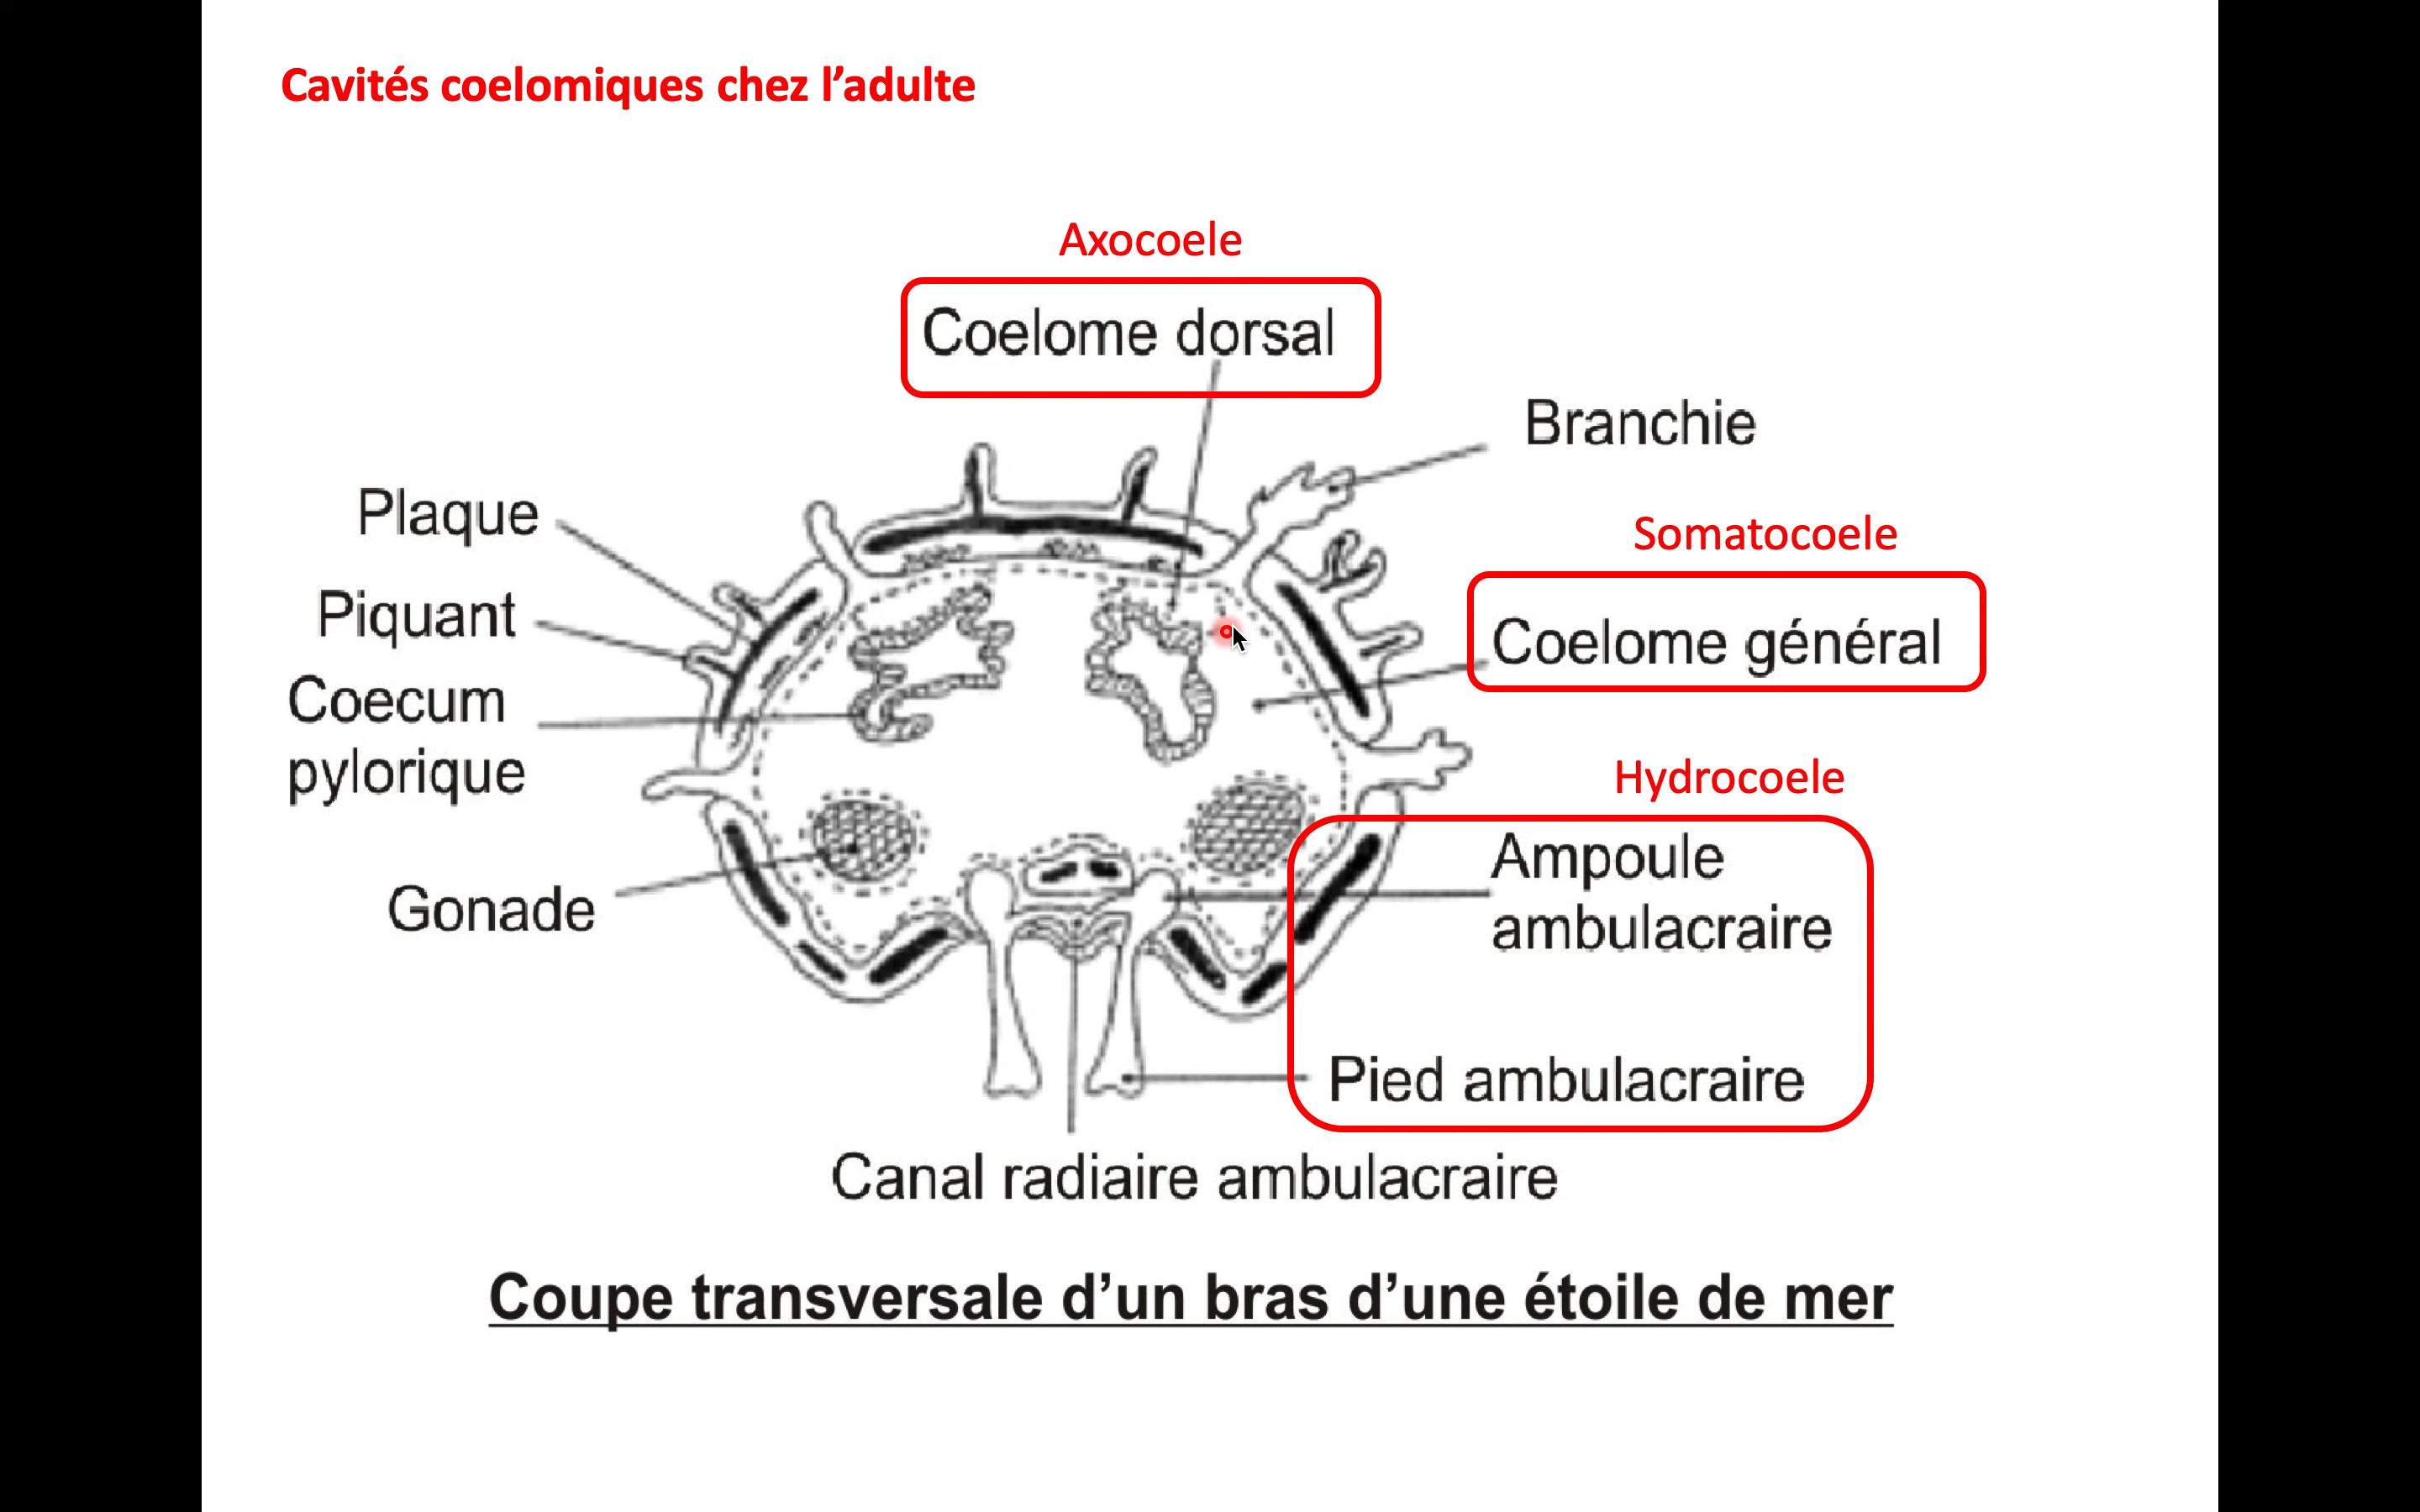 Cavités coelomiques chez l’adulte
Axocoele
Coelome dorsal
Branchie
Plaque
Somatocoele
Piquant
Coelome général
Coecum
pylorique
Hydrocoele
Ampoule
ambulacraire
Gonade
Pied ambulacraire
Canal radiaire ambulacraire
Coupe transversale d’un bras d’une étoile de mer